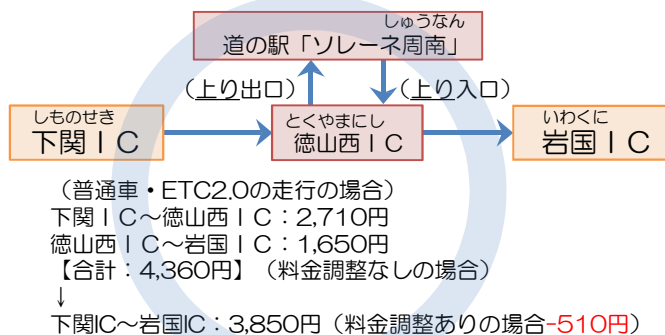 しゅうなん
道の駅「ソレーネ周南」
（上り出口）
（上り入口）
しものせき
下関ＩＣ
とくやまにし
徳山西ＩＣ
いわくに
岩国ＩＣ
（普通車・ETC2.0の走行の場合）
下関ＩＣ～徳山西ＩＣ：2,710円
徳山西ＩＣ～岩国ＩＣ：1,650円
【合計：4,360円】（料金調整なしの場合）
↓
下関IC～岩国IC：3,850円（料金調整ありの場合-510円）